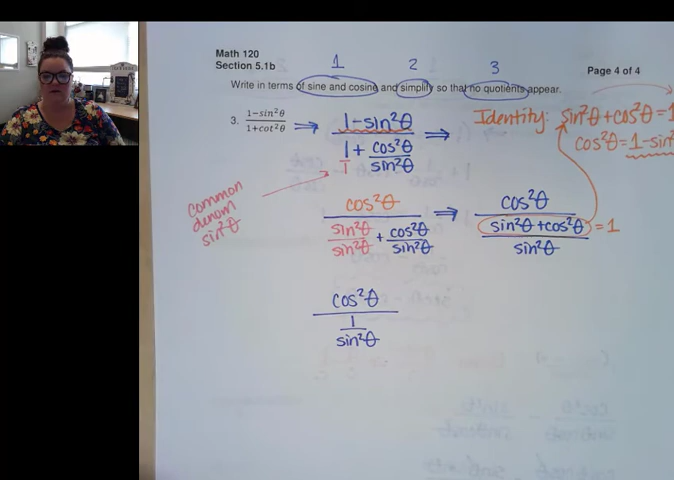 Math 120
Section 5.1b
Page 4 of 4
1 2 3
Write in terms of sine and cosine and simplify so that no quotients appear.
3. (1−sin²θ)/(1+cot²θ) ⇒ (1−sin²θ)/(1/1 + cos²θ/sin²θ) ⇒
Identity: sin²θ + cos²θ = 1
cos²θ = 1−sin²
common
denom
sin²θ
cos²θ/(sin²θ/sin²θ + cos²θ/sin²θ) ⇒ cos²θ/((sin²θ + cos²θ)/sin²θ) = 1
cos²θ/(1/sin²θ)